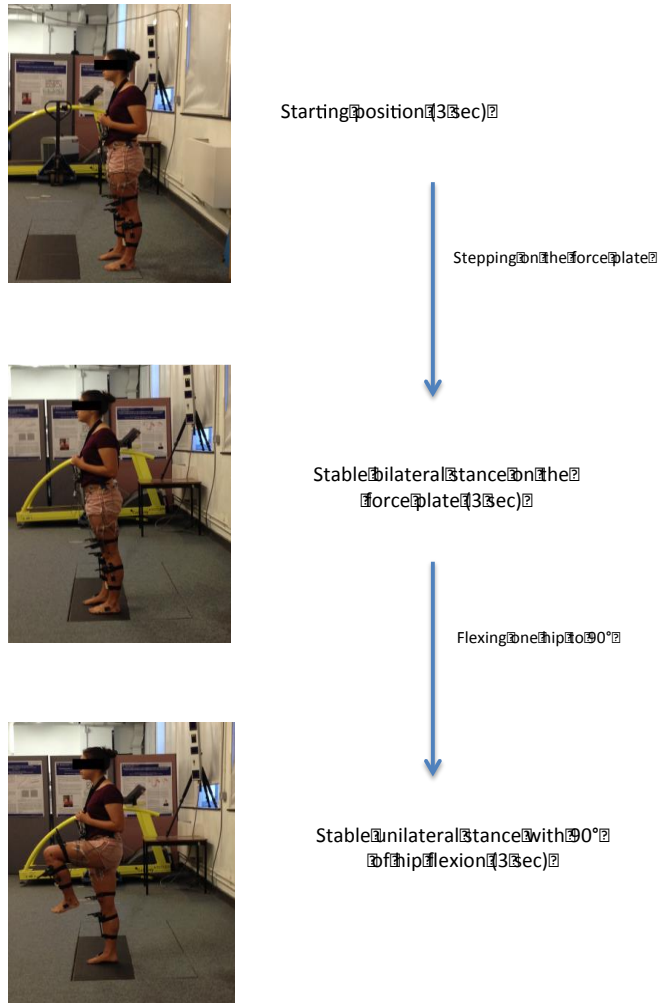 Starting position (3 sec)
Stepping on the force plate
Stable bilateral stance on the
force plate (3 sec)
Flexing one hip to 90°
Stable unilateral stance with 90°
of hip flexion (3 sec)